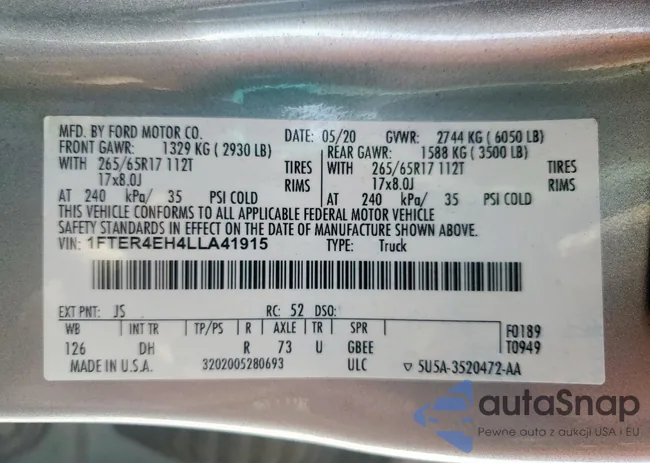 MFD. BY FORD MOTOR CO. DATE: 05/20 GVWR: 2744 KG ( 6050 LB)
FRONT GAWR: 1329 KG ( 2930 LB) REAR GAWR: 1588 KG ( 3500 LB)
WITH 265/65R17 112T TIRES WITH 265/65R17 112T TIRES
17x8.0J RIMS 17x8.0J RIMS
AT 240 kPa/ 35 PSI COLD AT 240 kPa/ 35 PSI COLD
THIS VEHICLE CONFORMS TO ALL APPLICABLE FEDERAL MOTOR VEHICLE
SAFETY STANDARDS IN EFFECT ON THE DATE OF MANUFACTURE SHOWN ABOVE.
VIN: 1FTER4EH4LLA41915 TYPE: Truck
EXT PNT: JS RC: 52 DSO:
WB INT TR TP/PS R AXLE TR SPR F0189
126 DH R 73 U GBEE T0949
MADE IN U.S.A. 3202005280693 ULC ▽ 5U5A-3520472-AA
autaSnap
Pewne auto z aukcji USA i EU